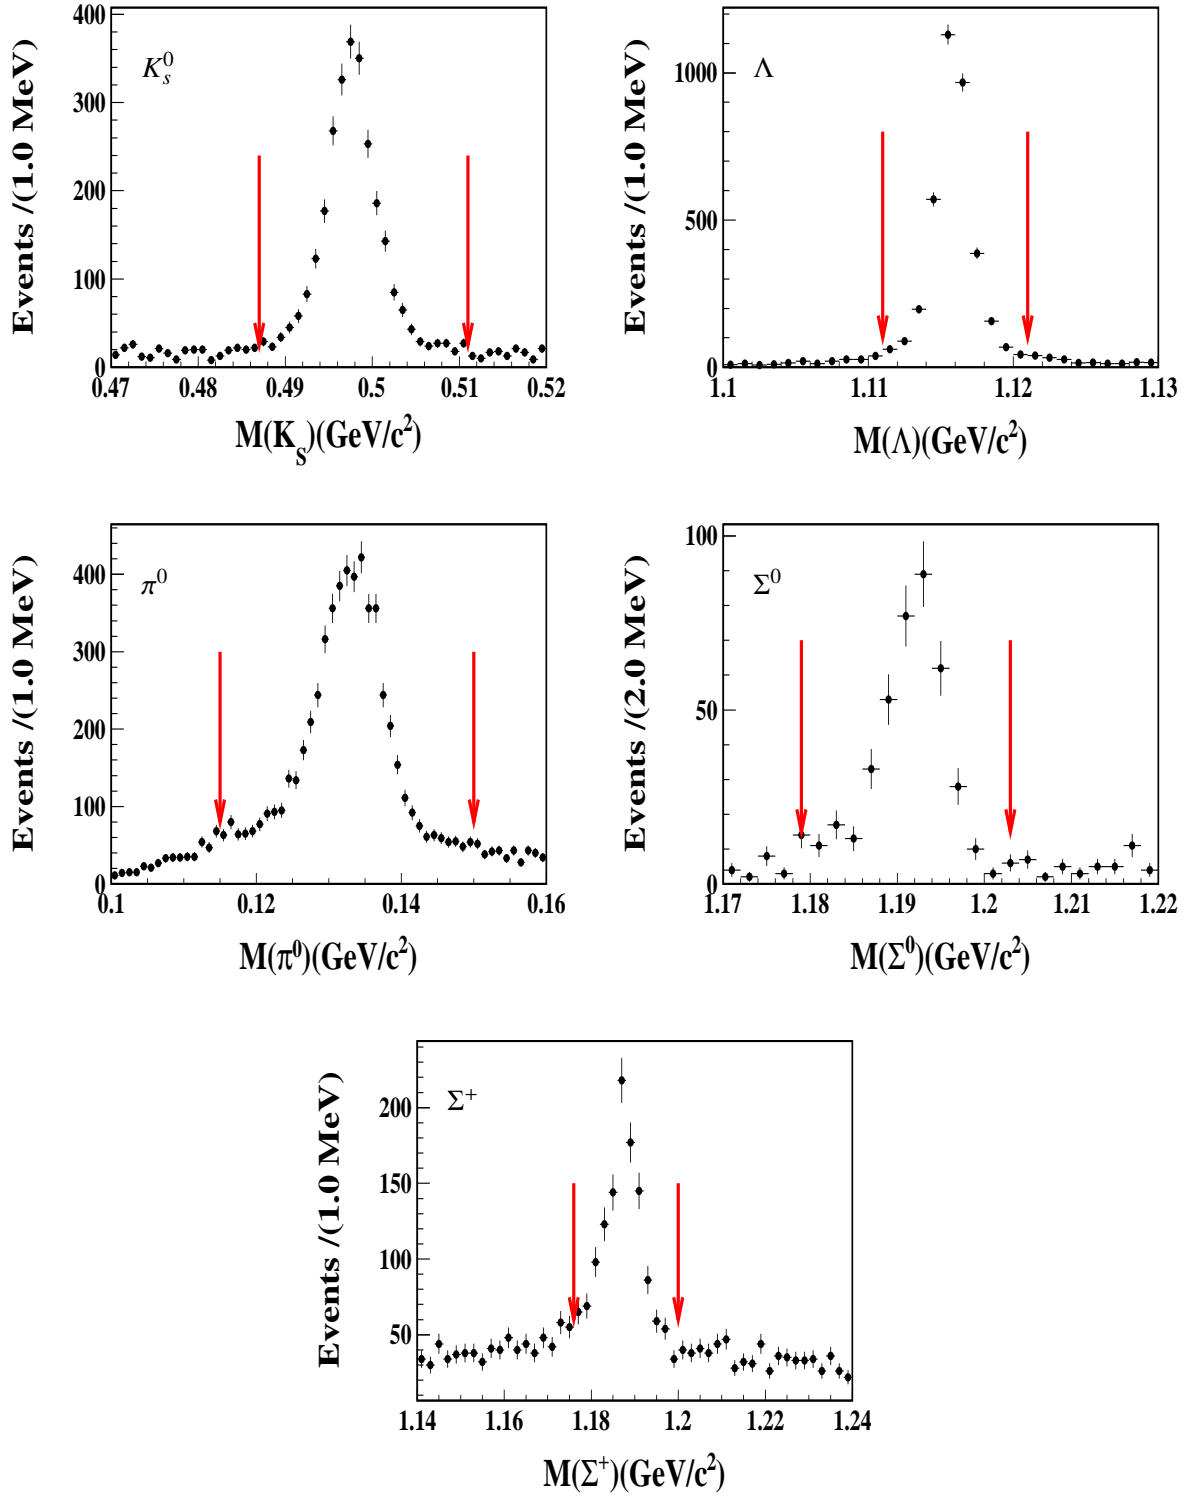 400
300
200
100
0
Events /(1.0 MeV)
K_s^0
0.47 0.48 0.49 0.5 0.51 0.52
M(K_S)(GeV/c^2)
1000
500
0
Events /(1.0 MeV)
Λ
1.1 1.11 1.12 1.13
M(Λ)(GeV/c^2)
400
300
200
100
0
Events /(1.0 MeV)
π^0
0.1 0.12 0.14 0.16
M(π^0)(GeV/c^2)
100
50
0
Events /(2.0 MeV)
Σ^0
1.17 1.18 1.19 1.2 1.21 1.22
M(Σ^0)(GeV/c^2)
200
150
100
50
Events /(1.0 MeV)
Σ^+
1.14 1.16 1.18 1.2 1.22 1.24
M(Σ^+)(GeV/c^2)